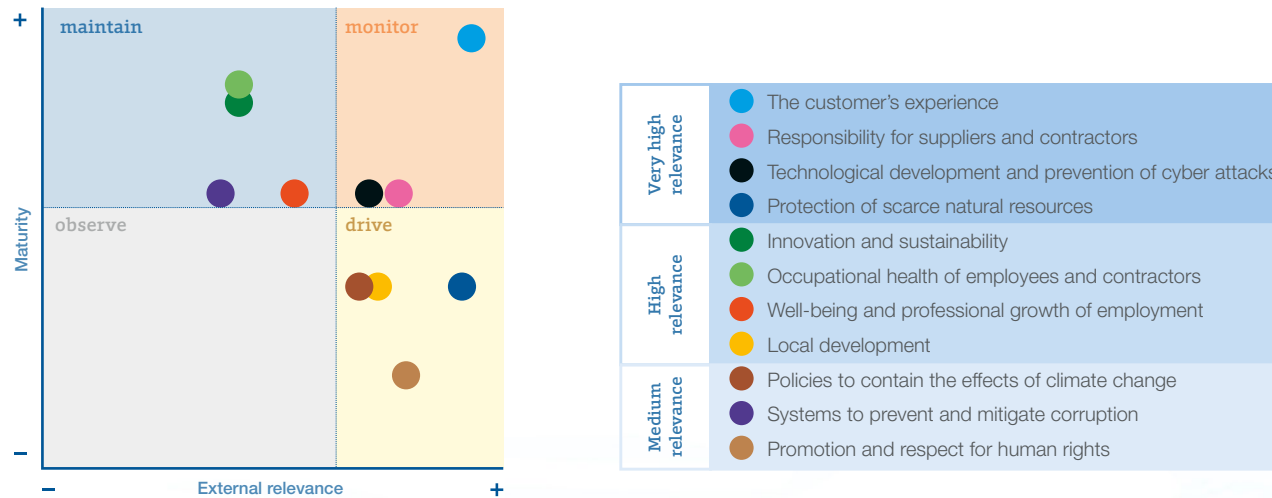 +
maintain
monitor
observe
drive
Maturity
–
–
External relevance
+
Very high
relevance
The customer’s experience
Responsibility for suppliers and contractors
Technological development and prevention of cyber attacks
Protection of scarce natural resources
High
relevance
Innovation and sustainability
Occupational health of employees and contractors
Well-being and professional growth of employment
Local development
Medium
relevance
Policies to contain the effects of climate change
Systems to prevent and mitigate corruption
Promotion and respect for human rights